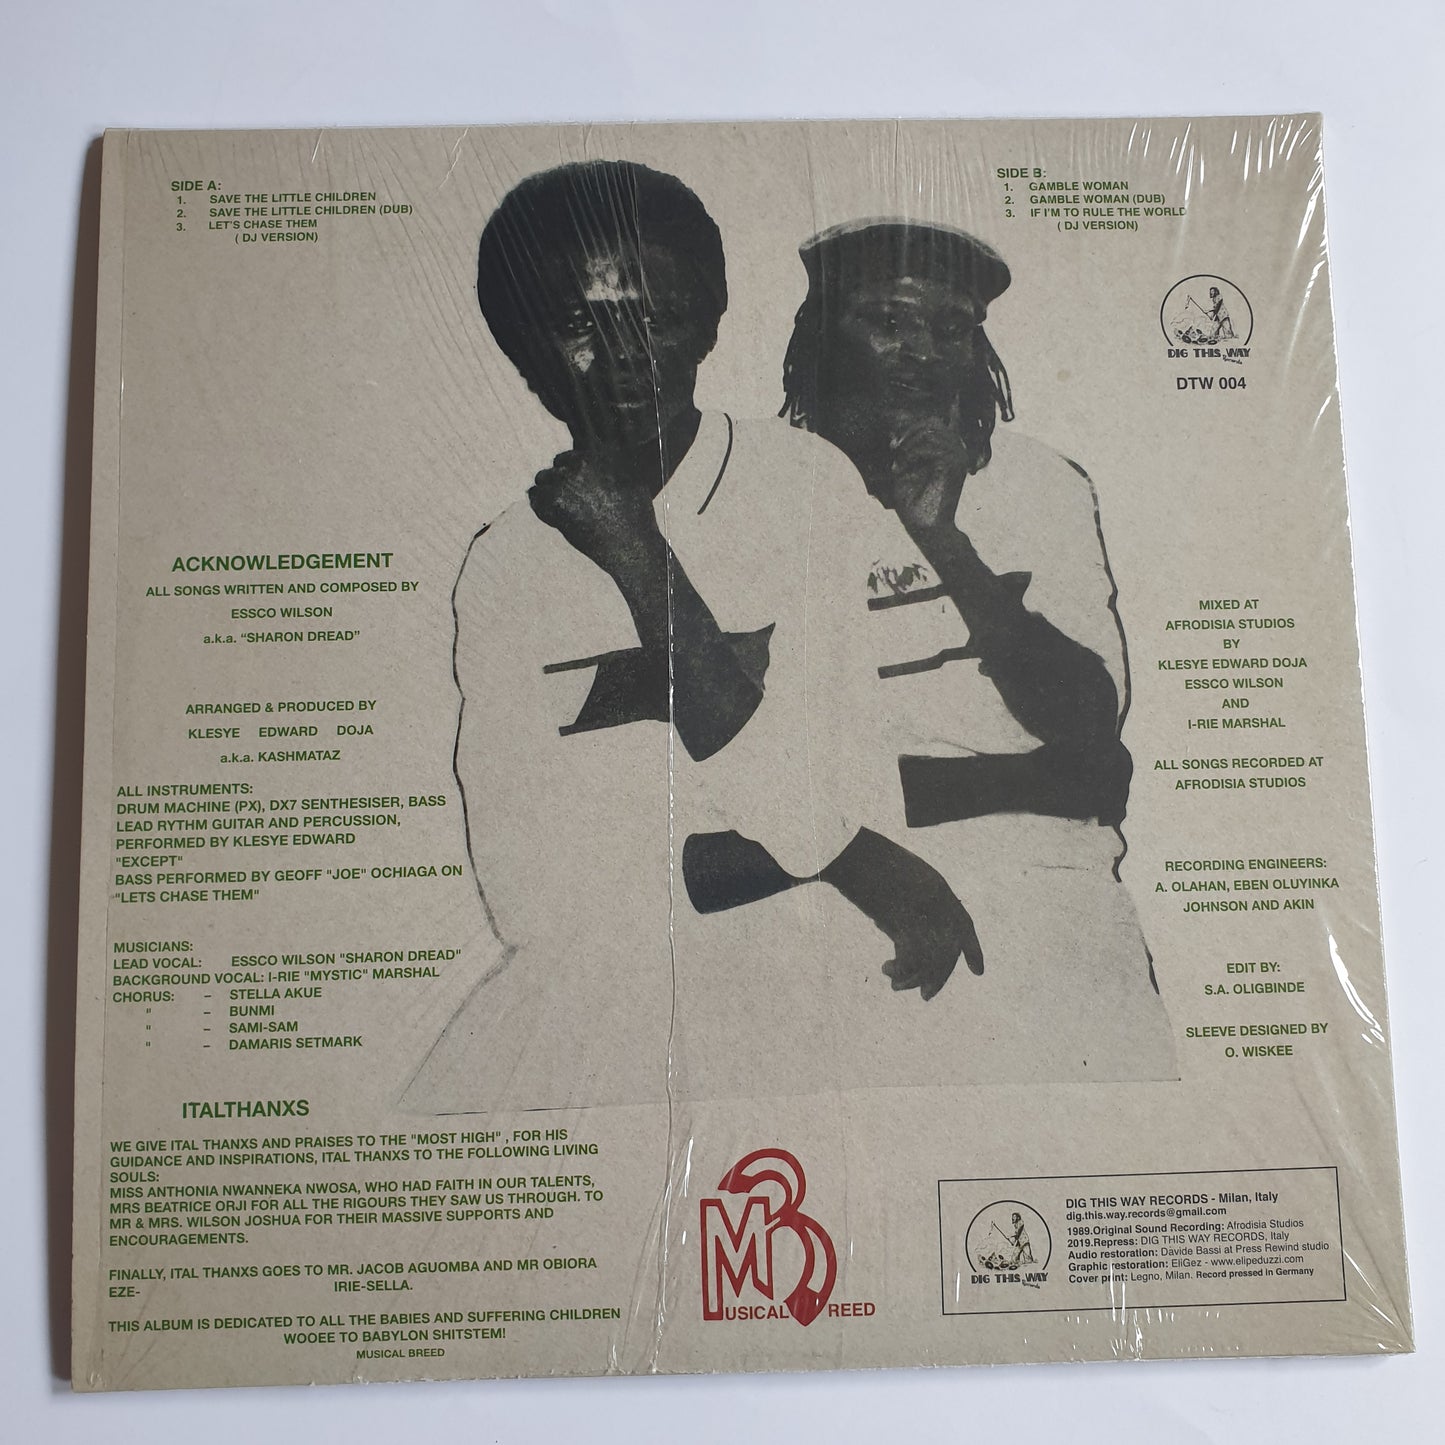 SIDE A:
1. SAVE THE LITTLE CHILDREN
2. SAVE THE LITTLE CHILDREN (DUB)
3. LET'S CHASE THEM
( DJ VERSION)
SIDE B:
1. GAMBLE WOMAN
2. GAMBLE WOMAN (DUB)
3. IF I'M TO RULE THE WORLD
( DJ VERSION)
DIG THIS WAY
Records
DTW 004
ACKNOWLEDGEMENT
ALL SONGS WRITTEN AND COMPOSED BY
ESSCO WILSON
a.k.a. “SHARON DREAD”
ARRANGED & PRODUCED BY
KLESYE EDWARD DOJA
a.k.a. KASHMATAZ
ALL INSTRUMENTS:
DRUM MACHINE (PX), DX7 SENTHESISER, BASS
LEAD RYTHM GUITAR AND PERCUSSION,
PERFORMED BY KLESYE EDWARD
"EXCEPT"
BASS PERFORMED BY GEOFF "JOE" OCHIAGA ON
"LETS CHASE THEM"
MUSICIANS:
LEAD VOCAL: ESSCO WILSON "SHARON DREAD"
BACKGROUND VOCAL: I-RIE "MYSTIC" MARSHAL
CHORUS: – STELLA AKUE
" – BUNMI
" – SAMI-SAM
" – DAMARIS SETMARK
MIXED AT
AFRODISIA STUDIOS
BY
KLESYE EDWARD DOJA
ESSCO WILSON
AND
I-RIE MARSHAL
ALL SONGS RECORDED AT
AFRODISIA STUDIOS
RECORDING ENGINEERS:
A. OLAHAN, EBEN OLUYINKA
JOHNSON AND AKIN
EDIT BY:
S.A. OLIGBINDE
SLEEVE DESIGNED BY
O. WISKEE
ITALTHANXS
WE GIVE ITAL THANXS AND PRAISES TO THE "MOST HIGH" , FOR HIS
GUIDANCE AND INSPIRATIONS, ITAL THANXS TO THE FOLLOWING LIVING
SOULS:
MISS ANTHONIA NWANNEKA NWOSA, WHO HAD FAITH IN OUR TALENTS,
MRS BEATRICE ORJI FOR ALL THE RIGOURS THEY SAW US THROUGH. TO
MR & MRS. WILSON JOSHUA FOR THEIR MASSIVE SUPPORTS AND
ENCOURAGEMENTS.
FINALLY, ITAL THANXS GOES TO MR. JACOB AGUOMBA AND MR OBIORA
EZE- IRIE-SELLA.
THIS ALBUM IS DEDICATED TO ALL THE BABIES AND SUFFERING CHILDREN
WOOEE TO BABYLON SHITSTEM!
MUSICAL BREED
MUSICAL BREED
DIG THIS WAY
Records
DIG THIS WAY RECORDS - Milan, Italy
dig.this.way.records@gmail.com
1989.Original Sound Recording: Afrodisia Studios
2019.Repress: DIG THIS WAY RECORDS, Italy
Audio restoration: Davide Bassi at Press Rewind studio
Graphic restoration: EliGez - www.elipeduzzi.com
Cover print: Legno, Milan. Record pressed in Germany